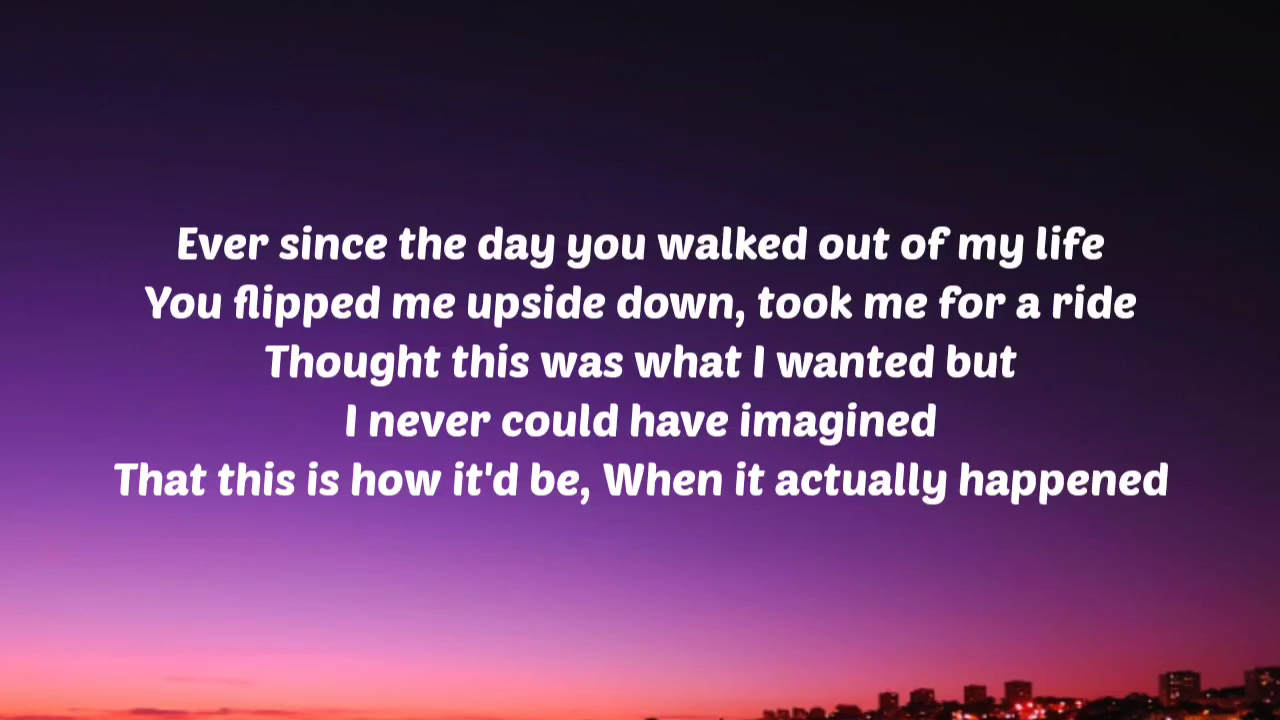 Ever since the day you walked out of my life
You flipped me upside down, took me for a ride
Thought this was what I wanted but
I never could have imagined
That this is how it'd be, When it actually happened